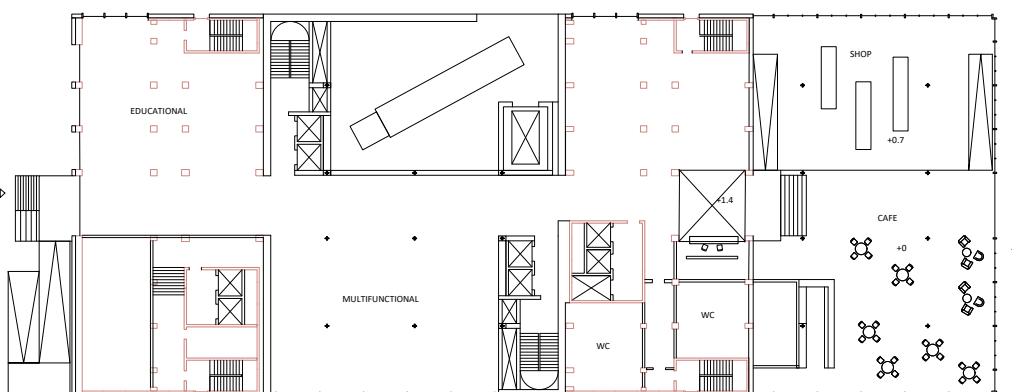 SHOP
EDUCATIONAL
+0.7
+1.4
CAFE
+0
MULTIFUNCTIONAL
WC
WC